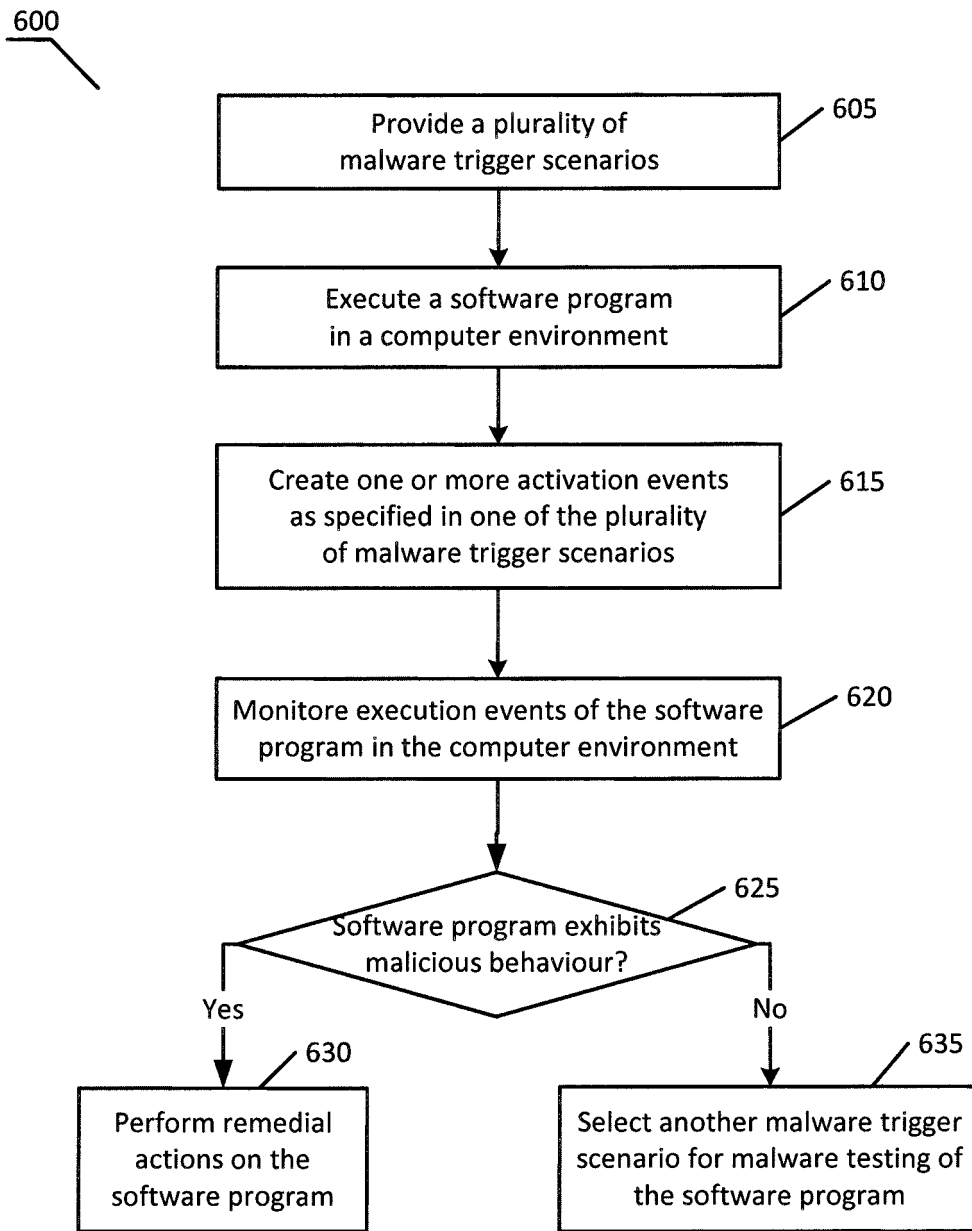 600
Provide a plurality of
malware trigger scenarios
605
Execute a software program
in a computer environment
610
Create one or more activation events
as specified in one of the plurality
of malware trigger scenarios
615
Monitore execution events of the software
program in the computer environment
620
Software program exhibits
malicious behaviour?
625
Yes
No
Perform remedial
actions on the
software program
630
Select another malware trigger
scenario for malware testing of
the software program
635